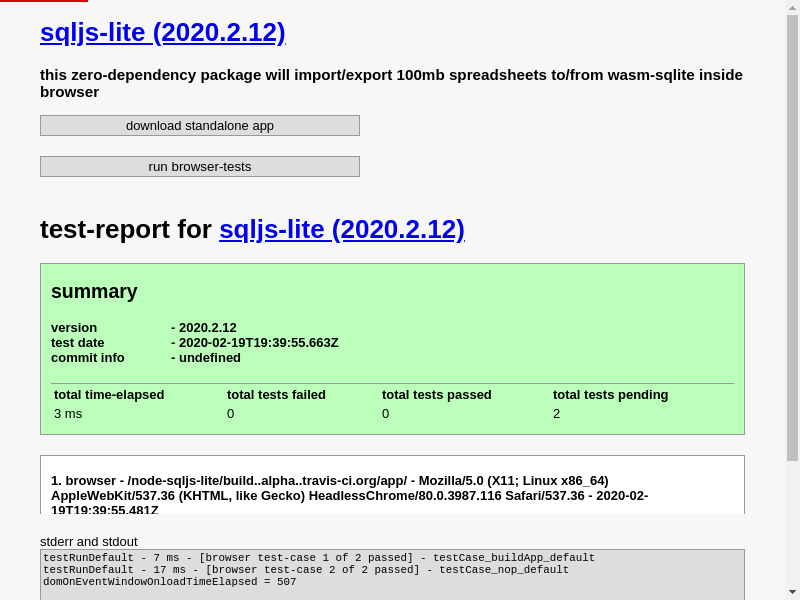 sqljs-lite (2020.2.12)
this zero-dependency package will import/export 100mb spreadsheets to/from wasm-sqlite inside
browser
download standalone app
run browser-tests
test-report for sqljs-lite (2020.2.12)
summary
version - 2020.2.12
test date - 2020-02-19T19:39:55.663Z
commit info - undefined
total time-elapsed total tests failed total tests passed total tests pending
3 ms 0 0 2
1. browser - /node-sqljs-lite/build..alpha..travis-ci.org/app/ - Mozilla/5.0 (X11; Linux x86_64)
AppleWebKit/537.36 (KHTML, like Gecko) HeadlessChrome/80.0.3987.116 Safari/537.36 - 2020-02-
19T19:39:55.481Z
stderr and stdout
testRunDefault - 7 ms - [browser test-case 1 of 2 passed] - testCase_buildApp_default
testRunDefault - 17 ms - [browser test-case 2 of 2 passed] - testCase_nop_default
domOnEventWindowOnloadTimeElapsed = 507